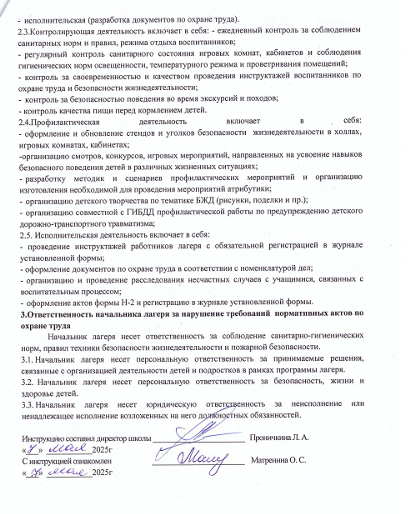 - исполнительская (разработка документов по охране труда).
2.3.Контролирующая деятельность включает в себя: - ежедневный контроль за соблюдением
санитарных норм и правил, режима отдыха воспитанников;
- регулярный контроль санитарного состояния игровых комнат, кабинетов и соблюдения
гигиенических норм освещенности, температурного режима и проветривания помещений;
- контроль за своевременностью и качеством проведения инструктажей воспитанников по
охране труда и безопасности жизнедеятельности;
- контроль за безопасностью поведения во время экскурсий и походов;
- контроль качества пищи перед кормлением детей.
2.4.Профилактическая деятельность включает в себя:
- оформление и обновление стендов и уголков безопасности жизнедеятельности в холлах,
игровых комнатах, кабинетах;
-организацию смотров, конкурсов, игровых мероприятий, направленных на усвоение навыков
безопасного поведения детей в различных жизненных ситуациях;
- разработку методик и сценариев профилактических мероприятий и организацию
изготовления необходимой для проведения мероприятий атрибутики;
- организацию детского творчества по тематике БЖД (рисунки, поделки и пр.);
- организацию совместной с ГИБДД профилактической работы по предупреждению детского
дорожно-транспортного травматизма;
2.5. Исполнительская деятельность включает в себя:
- проведение инструктажей работников лагеря с обязательной регистрацией в журнале
установленной формы;
- оформление документов по охране труда в соответствии с номенклатурой дел;
- организацию и проведение расследования несчастных случаев с учащимися, связанных с
воспитательным процессом;
- оформление актов формы Н-2 и регистрацию в журнале установленной формы.
3.Ответственность начальника лагеря за нарушение требований нормативных актов по
охране труда
Начальник лагеря несет ответственность за соблюдение санитарно-гигиенических
норм, правил техники безопасности жизнедеятельности и пожарной безопасности.
3.1. Начальник лагеря несет персональную ответственность за принимаемые решения,
связанные с организацией деятельности детей и подростков в рамках программы лагеря.
3.2. Начальник лагеря несет персональную ответственность за безопасность, жизни и
здоровье детей.
3.3. Начальник лагеря несет юридическую ответственность за неисполнение или
ненадлежащее исполнение возложенных на него должностных обязанностей.
Инструкцию составил директор школы Проничкина Л. А.
«7» мая 2025г
С инструкцией ознакомлен Матренина О. С.
«7» мая 2025г